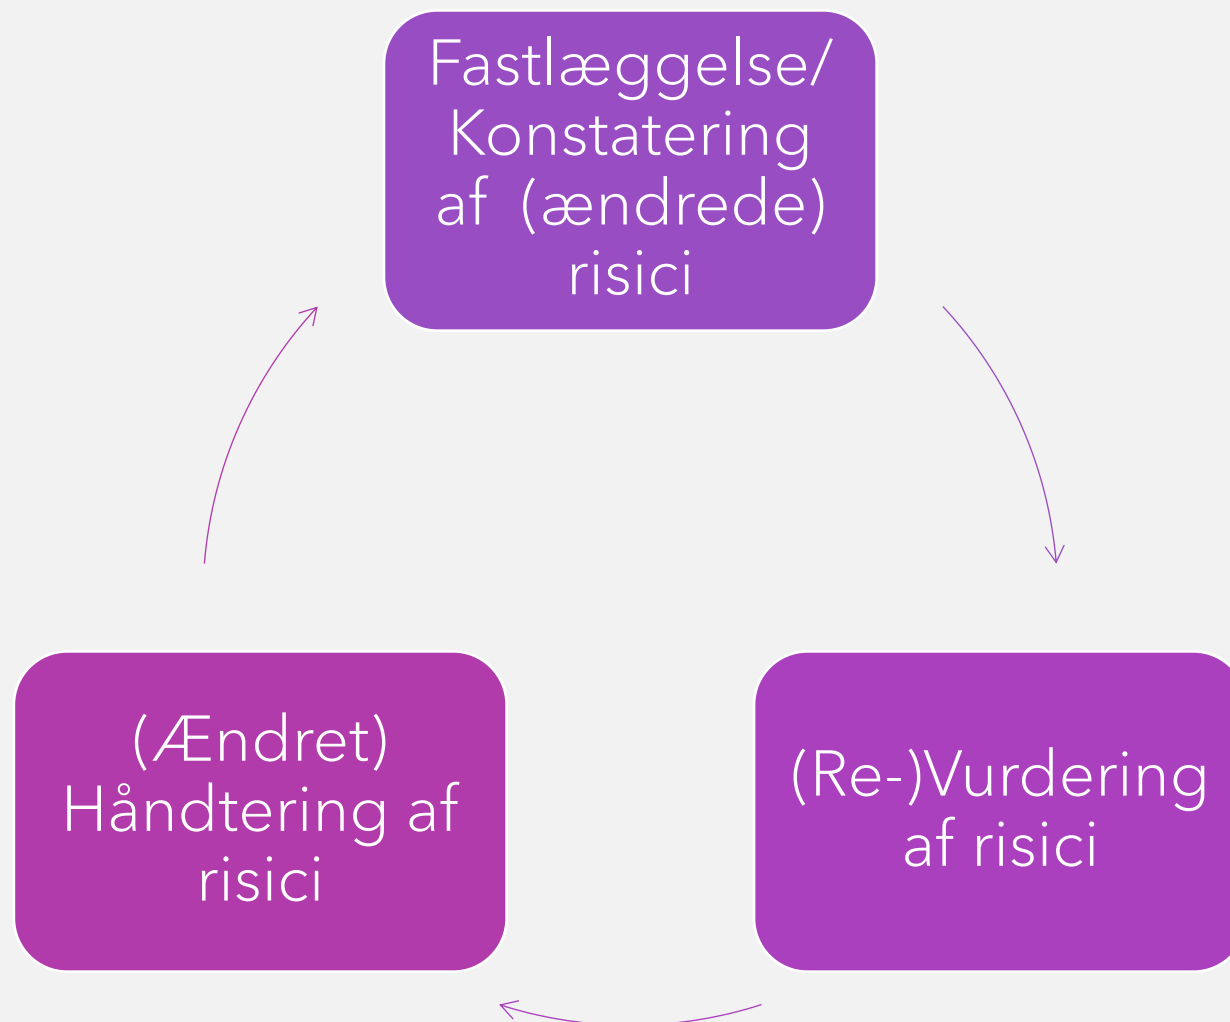 Fastlæggelse/
Konstatering
af (ændrede)
risici
(Re-)Vurdering
af risici
(Ændret)
Håndtering af
risici